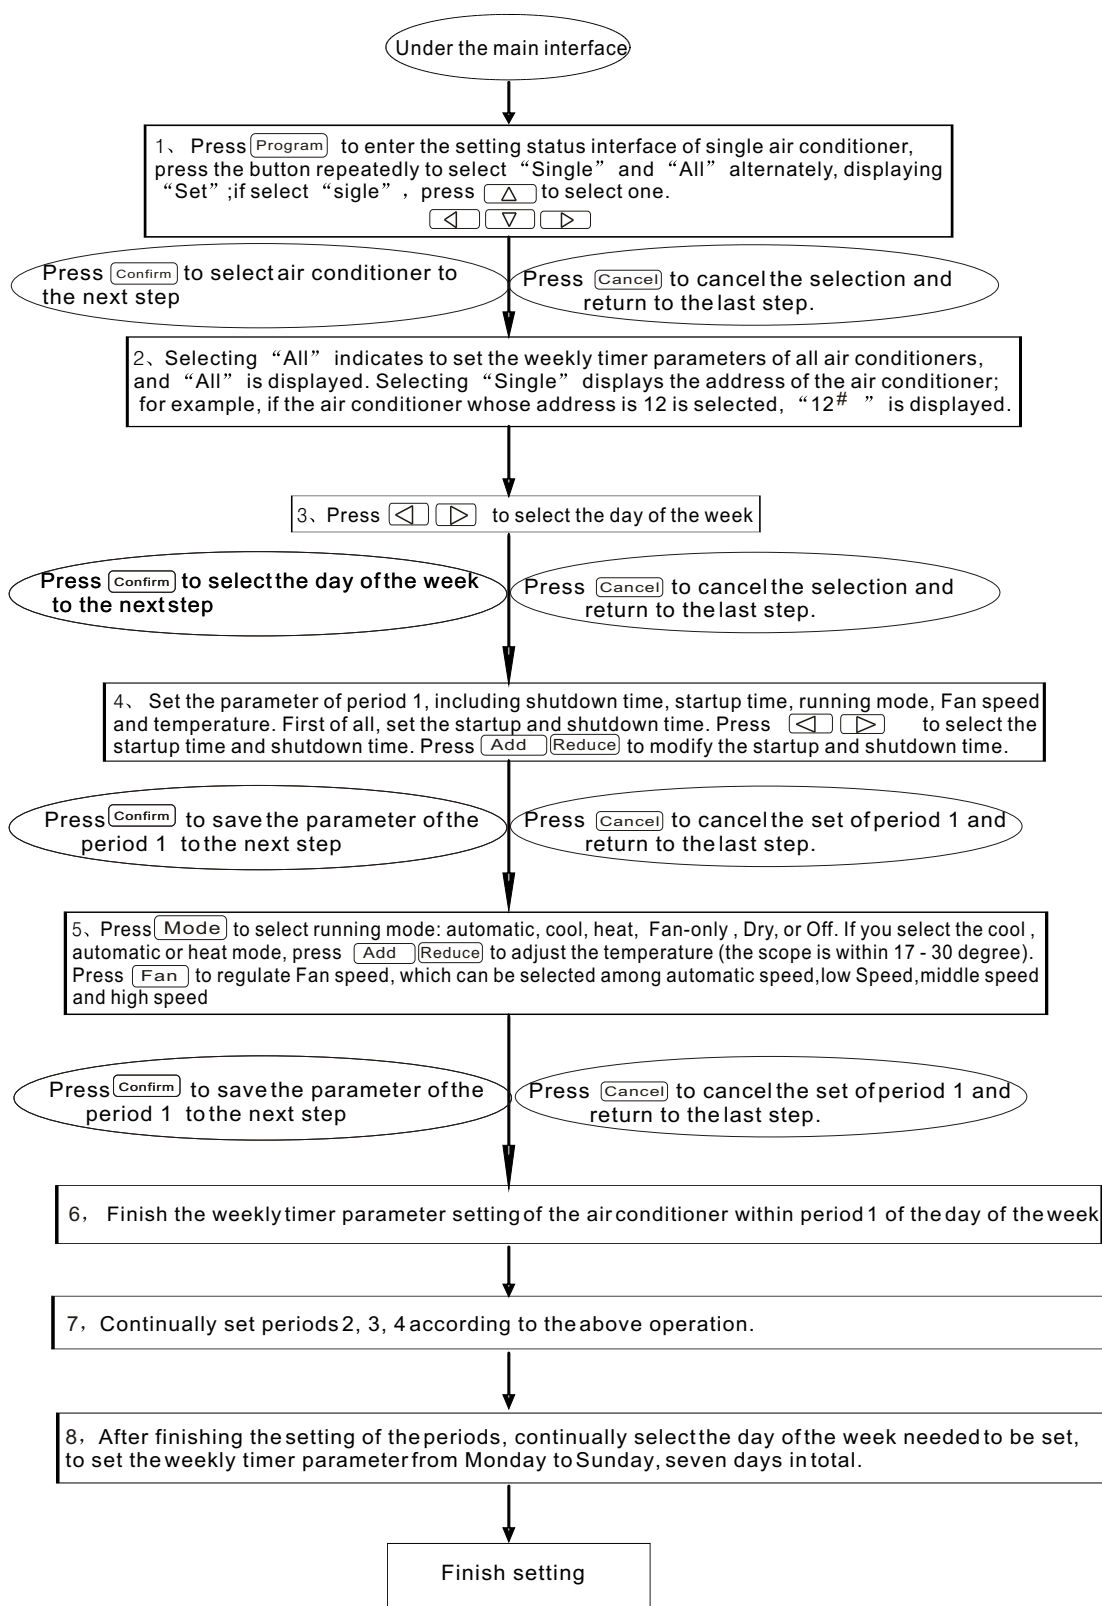 Under the main interface
1、 Press Program to enter the setting status interface of single air conditioner,
press the button repeatedly to select “Single” and “All” alternately, displaying
“Set” ;if select “sigle” , press △ to select one.
◁ ▽ ▷
Press Confirm to select air conditioner to
the next step
Press Cancel to cancel the selection and
return to the last step.
2、Selecting “All” indicates to set the weekly timer parameters of all air conditioners,
and “All” is displayed. Selecting “Single” displays the address of the air conditioner;
for example, if the air conditioner whose address is 12 is selected, “12# ” is displayed.
3、Press ◁ ▷ to select the day of the week
Press Confirm to select the day of the week
to the next step
Press Cancel to cancel the selection and
return to the last step.
4、 Set the parameter of period 1, including shutdown time, startup time, running mode, Fan speed
and temperature. First of all, set the startup and shutdown time. Press ◁ ▷ to select the
startup time and shutdown time. Press Add Reduce to modify the startup and shutdown time.
Press Confirm to save the parameter of the
period 1 to the next step
Press Cancel to cancel the set of period 1 and
return to the last step.
5、Press Mode to select running mode: automatic, cool, heat, Fan-only , Dry, or Off. If you select the cool ,
automatic or heat mode, press Add Reduce to adjust the temperature (the scope is within 17 - 30 degree).
Press Fan to regulate Fan speed, which can be selected among automatic speed,low Speed,middle speed
and high speed
Press Confirm to save the parameter of the
period 1 to the next step
Press Cancel to cancel the set of period 1 and
return to the last step.
6， Finish the weekly timer parameter setting of the air conditioner within period 1 of the day of the week
7，Continually set periods 2, 3, 4 according to the above operation.
8，After finishing the setting of the periods, continually select the day of the week needed to be set,
to set the weekly timer parameter from Monday to Sunday, seven days in total.
Finish setting